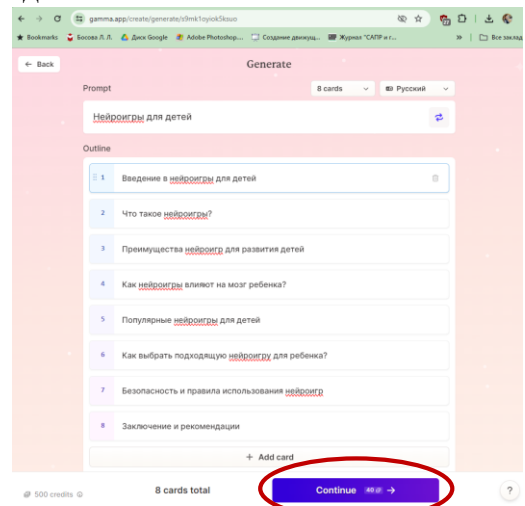 gamma.app/create/generate/z9mk1oyiok5ksuo
Bookmarks Босова Л. Л. Диск Google Adobe Photoshop... Создание движущ... Журнал "САПР и г... » Все заклад
← Back
Generate
Prompt
8 cards
Русский
Нейроигры для детей
Outline
1 Введение в нейроигры для детей
2 Что такое нейроигры?
3 Преимущества нейроигр для развития детей
4 Как нейроигры влияют на мозг ребенка?
5 Популярные нейроигры для детей
6 Как выбрать подходящую нейроигру для ребенка?
7 Безопасность и правила использования нейроигр
8 Заключение и рекомендации
+ Add card
500 credits
8 cards total
Continue 40 →
?